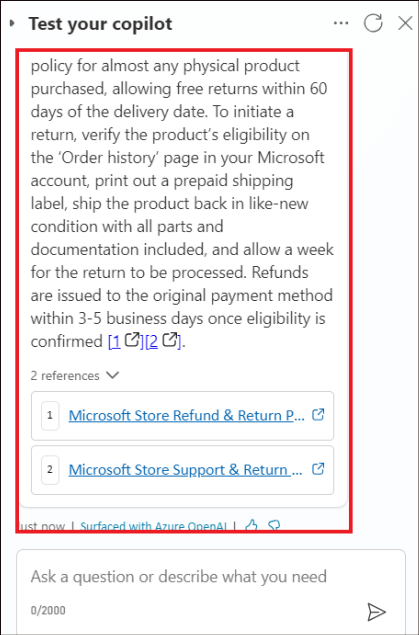 Test your copilot
policy for almost any physical product
purchased, allowing free returns within 60
days of the delivery date. To initiate a
return, verify the product’s eligibility on
the ‘Order history’ page in your Microsoft
account, print out a prepaid shipping
label, ship the product back in like-new
condition with all parts and
documentation included, and allow a week
for the return to be processed. Refunds
are issued to the original payment method
within 3-5 business days once eligibility is
confirmed [1][2].
2 references
1 Microsoft Store Refund & Return P...
2 Microsoft Store Support & Return ...
ust now | Surfaced with Azure OpenAI |
Ask a question or describe what you need
0/2000